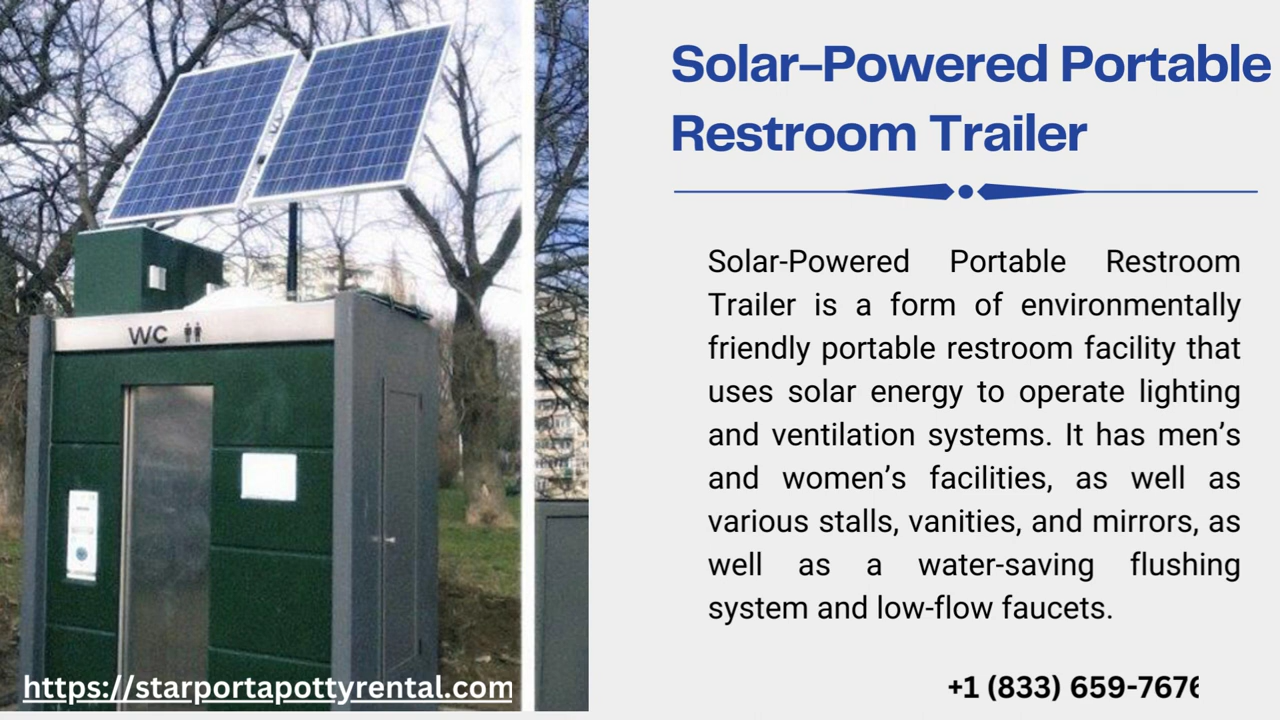 Solar-Powered Portable
Restroom Trailer
WC
Solar-Powered Portable Restroom
Trailer is a form of environmentally
friendly portable restroom facility that
uses solar energy to operate lighting
and ventilation systems. It has men’s
and women’s facilities, as well as
various stalls, vanities, and mirrors, as
well as a water-saving flushing
system and low-flow faucets.
https://starportapottyrental.com
+1 (833) 659-7676